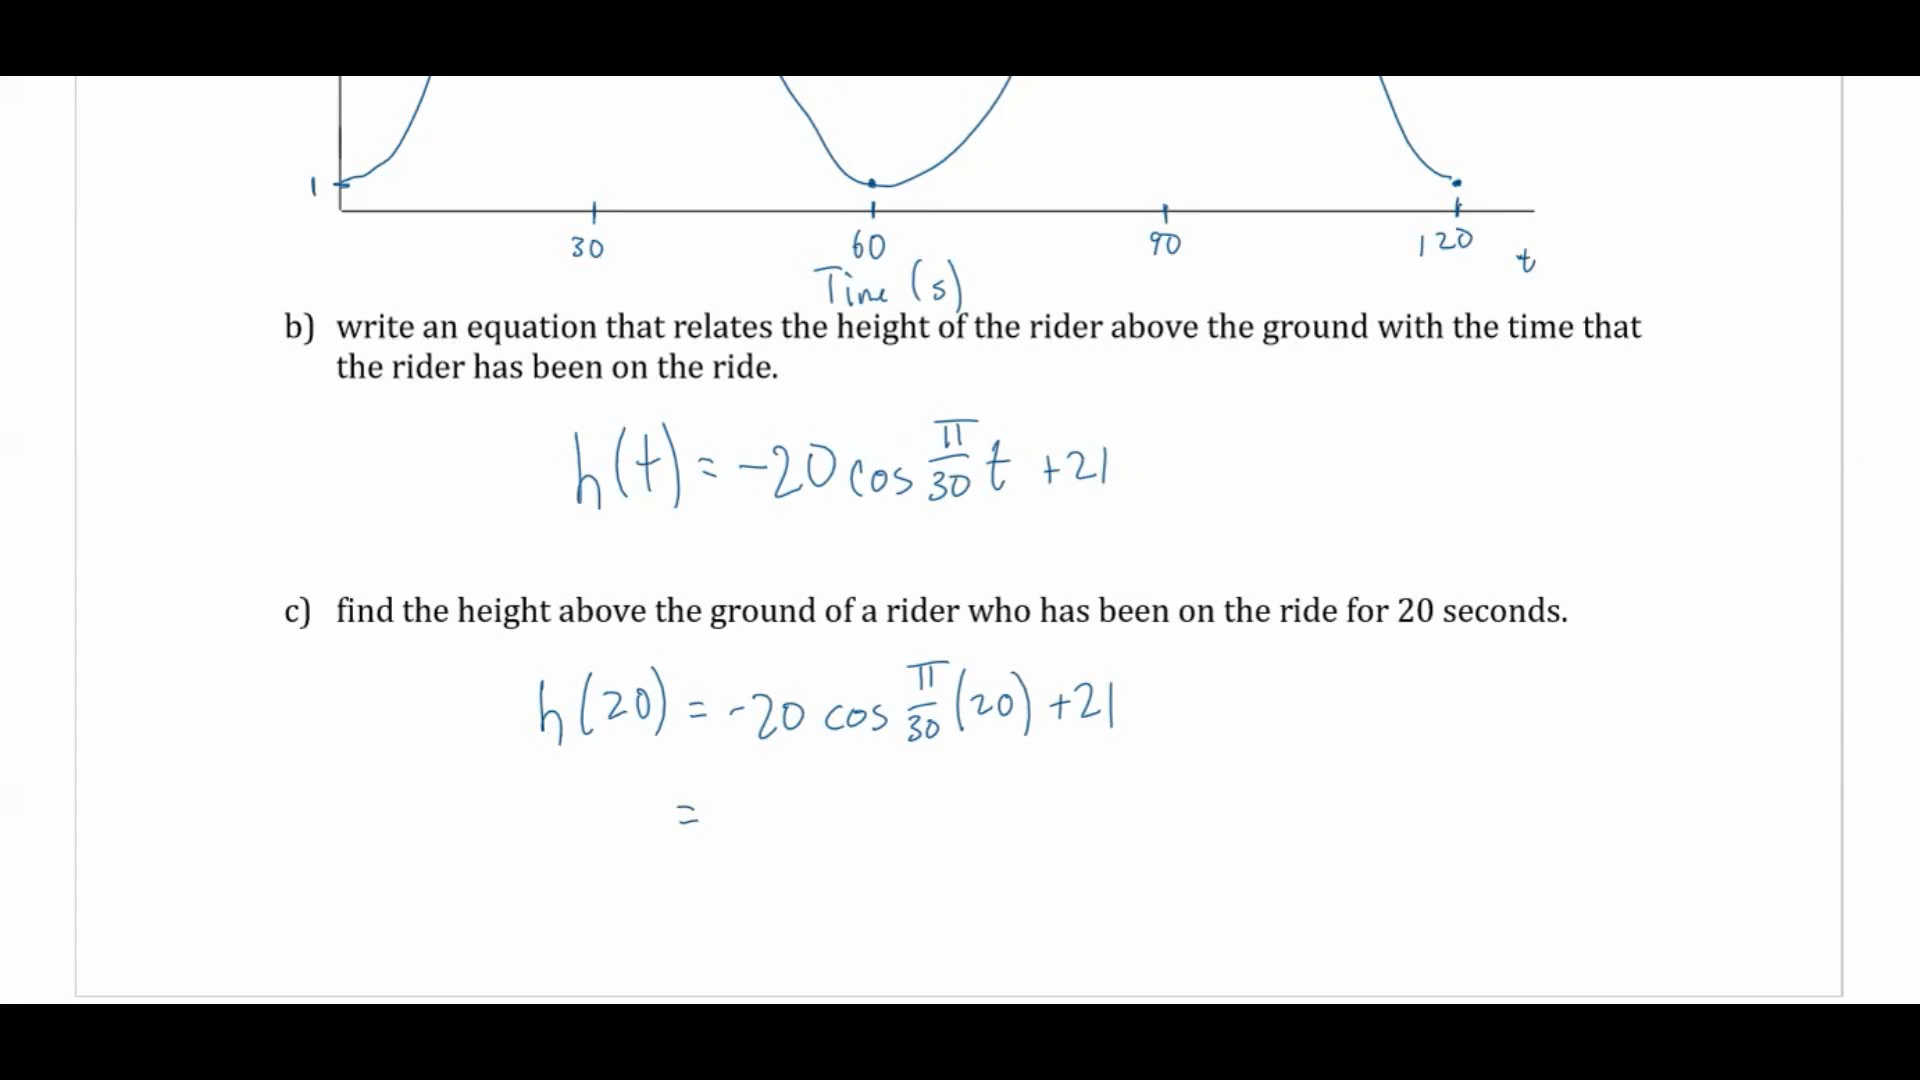 1
30 60 90 120 t
Time (s)
b) write an equation that relates the height of the rider above the ground with the time that
the rider has been on the ride.
h(t) = -20 cos π/30 t +21
c) find the height above the ground of a rider who has been on the ride for 20 seconds.
h(20) = -20 cos π/30 (20) +21
=